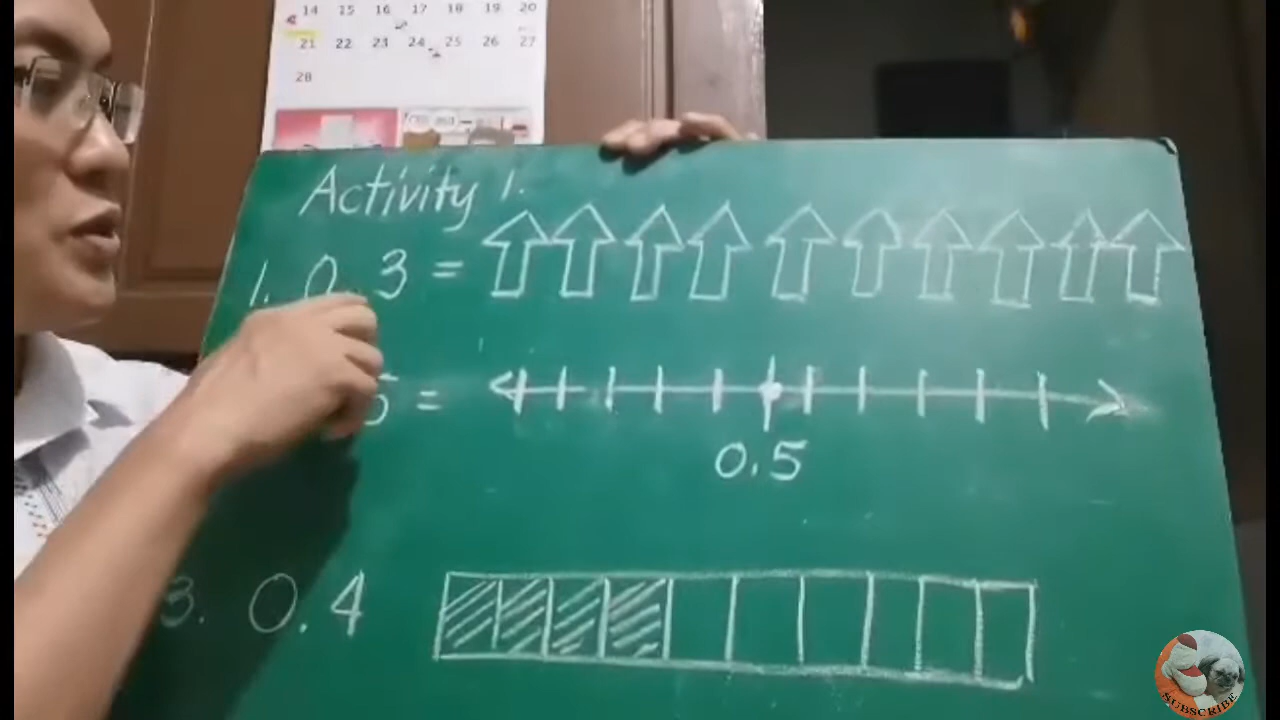 14 15 16 17 18 19 20
21 22 23 24 25 26 27
28
Activity 1.
1. 0.3 =
5 =
0.5
3. 0.4
SUBSCRIBE